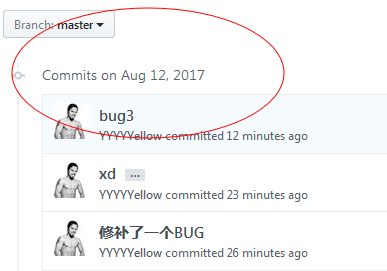 Branch: master
Commits on Aug 12, 2017
bug3
YYYYYellow committed 12 minutes ago
xd ...
YYYYYellow committed 23 minutes ago
修补了一个BUG
YYYYYellow committed 26 minutes ago